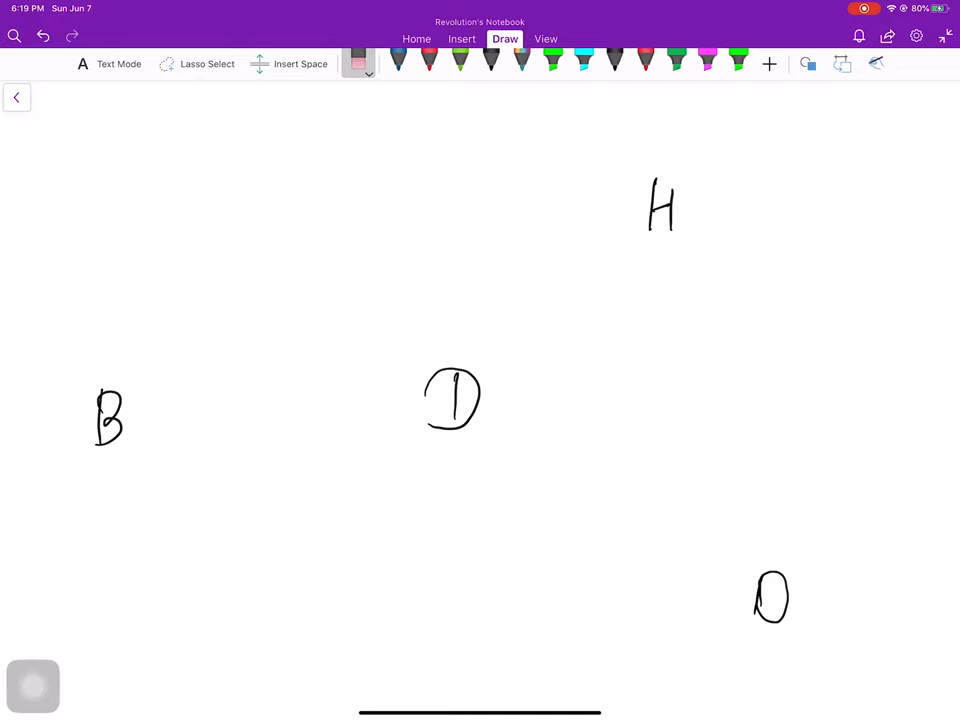 6:19 PM Sun Jun 7
80%
Revolution's Notebook
Home Insert Draw View
A Text Mode Lasso Select Insert Space
H
B
D
D